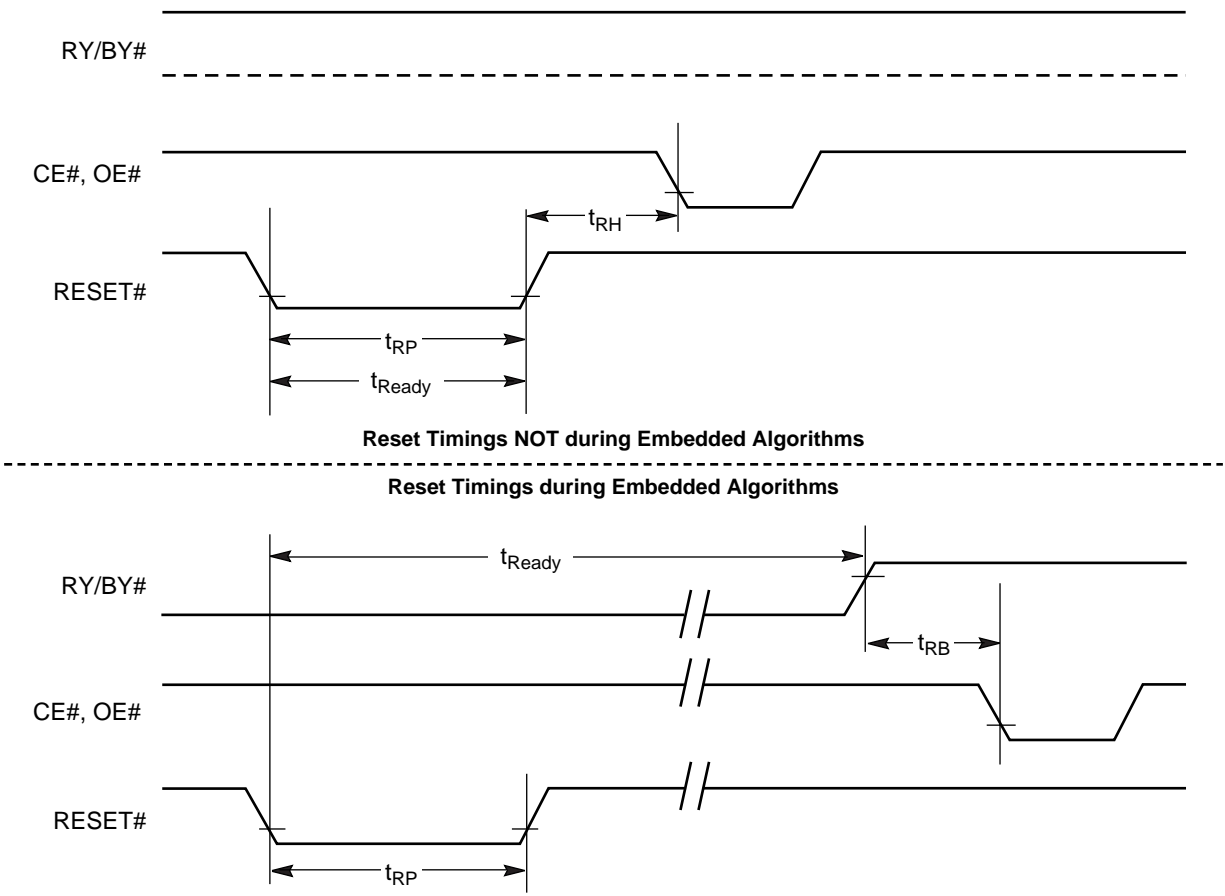 RY/BY#
CE#, OE#
tRH
RESET#
tRP
tReady
Reset Timings NOT during Embedded Algorithms
Reset Timings during Embedded Algorithms
tReady
RY/BY#
tRB
CE#, OE#
RESET#
tRP